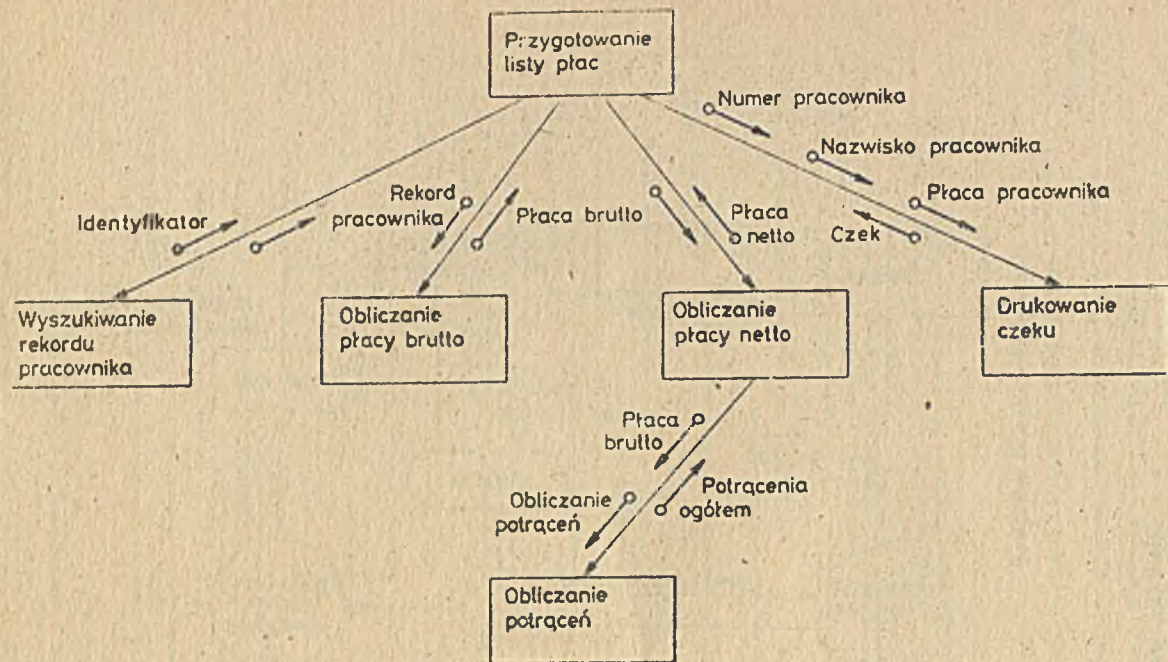 Przygotowanie
listy płac
Numer pracownika
Nazwisko pracownika
Płaca pracownika
Czek
Identyfikator
Rekord
pracownika
Płaca brutto
Płaca
netto
Wyszukiwanie
rekordu
pracownika
Obliczanie
płacy brutto
Obliczanie
płacy netto
Drukowanie
czeku
Płaca
brutto
Obliczanie
potrąceń
Potrącenia
ogółem
Obliczanie
potrąceń